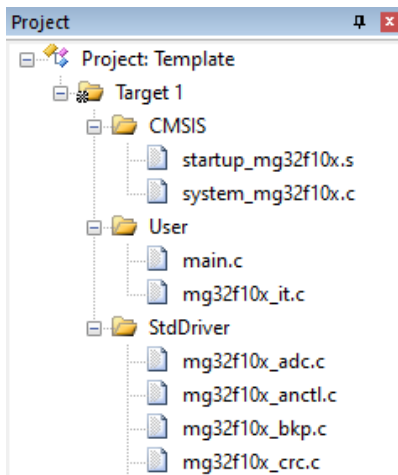 Project
Project: Template
Target 1
CMSIS
startup_mg32f10x.s
system_mg32f10x.c
User
main.c
mg32f10x_it.c
StdDriver
mg32f10x_adc.c
mg32f10x_anctl.c
mg32f10x_bkp.c
mg32f10x_crc.c